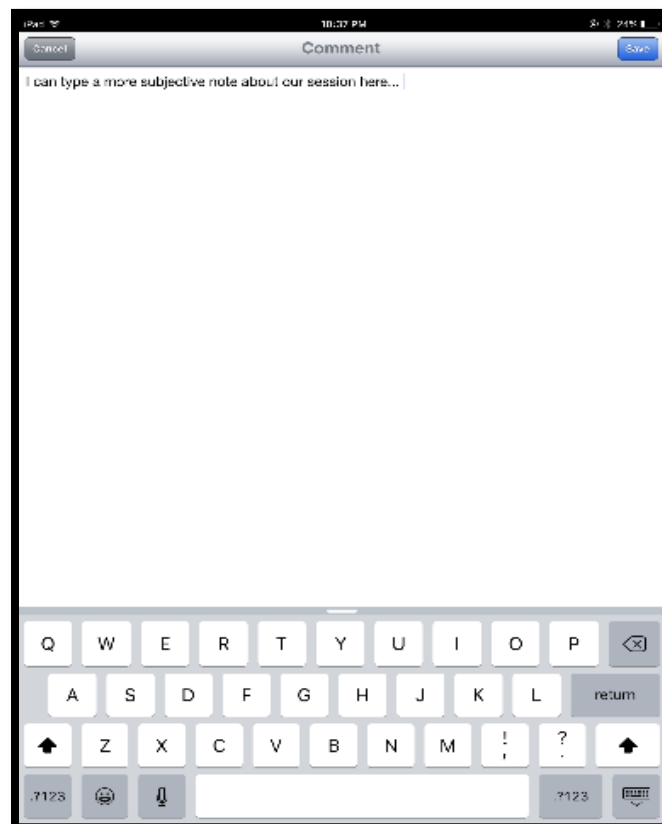 iPad 10:37 PM 24%
Cancel Comment Save
I can type a more subjective note about our session here...
Q W E R T Y U I O P
A S D F G H J K L return
Z X C V B N M ! , ? .
.?123 .?123